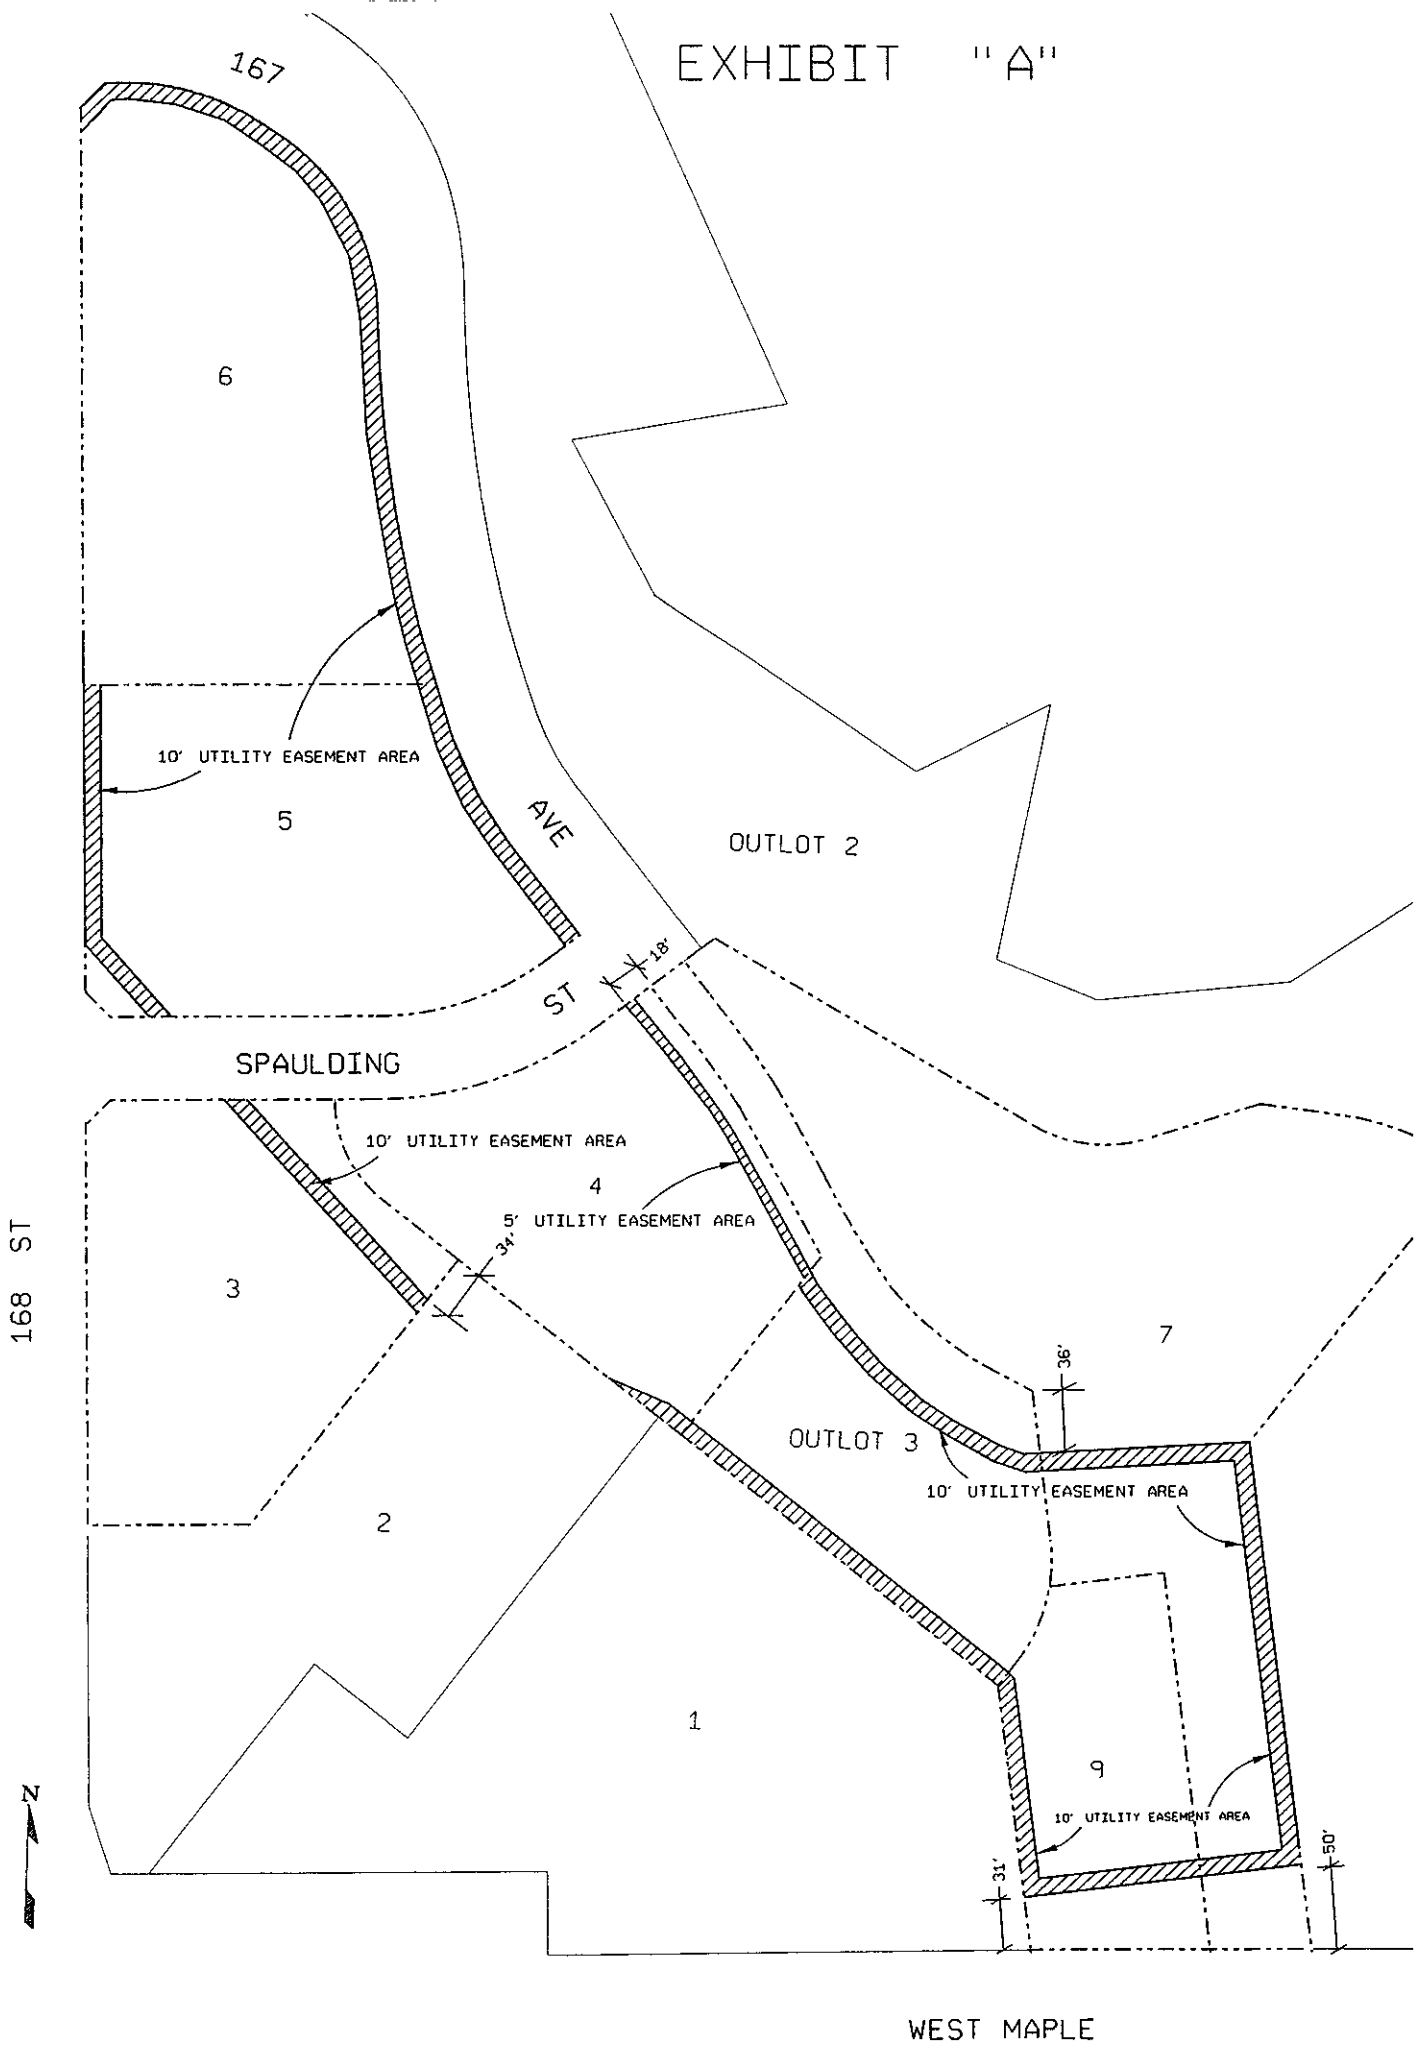 EXHIBIT "A"
167
6
10' UTILITY EASEMENT AREA
5
AVE
OUTLOT 2
18'
ST
SPAULDING
10' UTILITY EASEMENT AREA
4
5' UTILITY EASEMENT AREA
34'
168 ST
3
7
36'
OUTLOT 3
10' UTILITY EASEMENT AREA
2
1
9
N
10' UTILITY EASEMENT AREA
31'
50'
WEST MAPLE